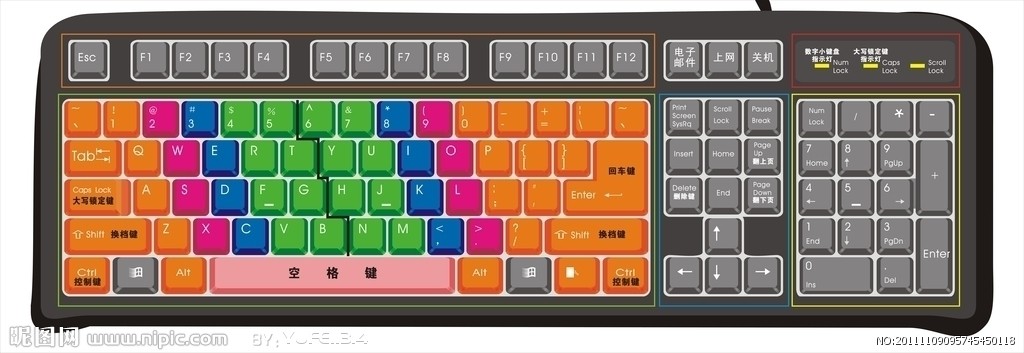 Esc F1 F2 F3 F4 F5 F6 F7 F8 F9 F10 F11 F12
电子邮件 上网 关机
数字小键盘指示灯 Num Lock 大写锁定键指示灯 Caps Lock Scroll Lock
~ ! 1 @ 2 # 3 $ 4 % 5 ^ 6 & 7 * 8 ( 9 ) 0 - + =
Print Screen SysRq Scroll Lock Pause Break
Num Lock / * -
Tab Q W E R T Y U I O P { }
回车键
Insert Home Page Up 翻上页
7 Home 8 ↑ 9 PgUp +
Caps Lock 大写锁定键 A S D F G H J K L Enter ←
Delete 删除键 End Page Down 翻下页
4 ← 5 6 →
⇧ Shift 换档键 Z X C V B N M < , > . ? / ⇧ Shift 换档键
↑
1 End 2 ↓ 3 PgDn Enter
Ctrl 控制键 Alt 空格键 Alt Ctrl 控制键
← ↓ →
0 Ins . Del
昵图网 www.nipic.com BY: YUFEIB4
NO:20111109095745450118